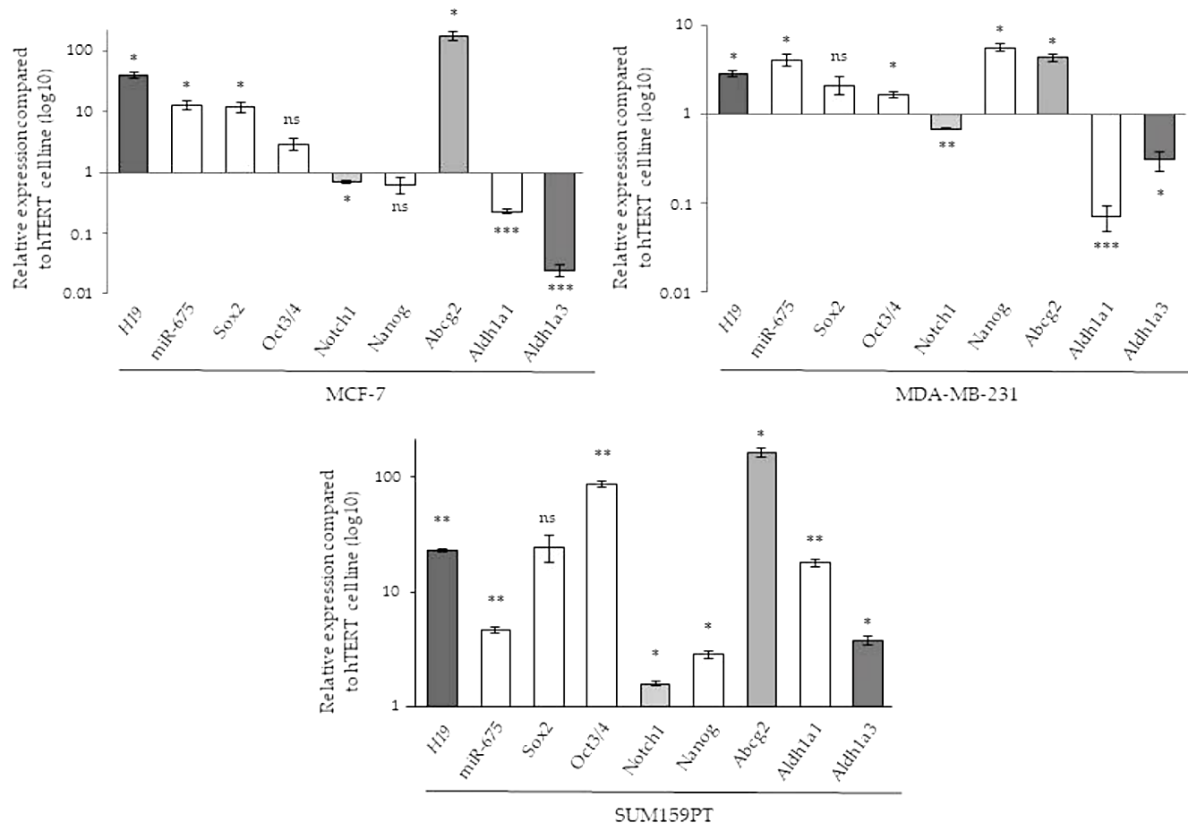 Relative expression compared
to hTERT cell line (log10)
100
10
1
0.1
0.01
*
*
*
ns
*
ns
*
***
***
H19
miR-675
Sox2
Oct3/4
Notch1
Nanog
Abcg2
Aldh1a1
Aldh1a3
MCF-7
Relative expression compared
to hTERT cell line (log10)
10
1
0.1
0.01
*
*
ns
*
**
*
*
***
*
H19
miR-675
Sox2
Oct3/4
Notch1
Nanog
Abcg2
Aldh1a1
Aldh1a3
MDA-MB-231
Relative expression compared
to hTERT cell line (log10)
100
10
1
**
**
ns
**
*
*
*
**
*
H19
miR-675
Sox2
Oct3/4
Notch1
Nanog
Abcg2
Aldh1a1
Aldh1a3
SUM159PT